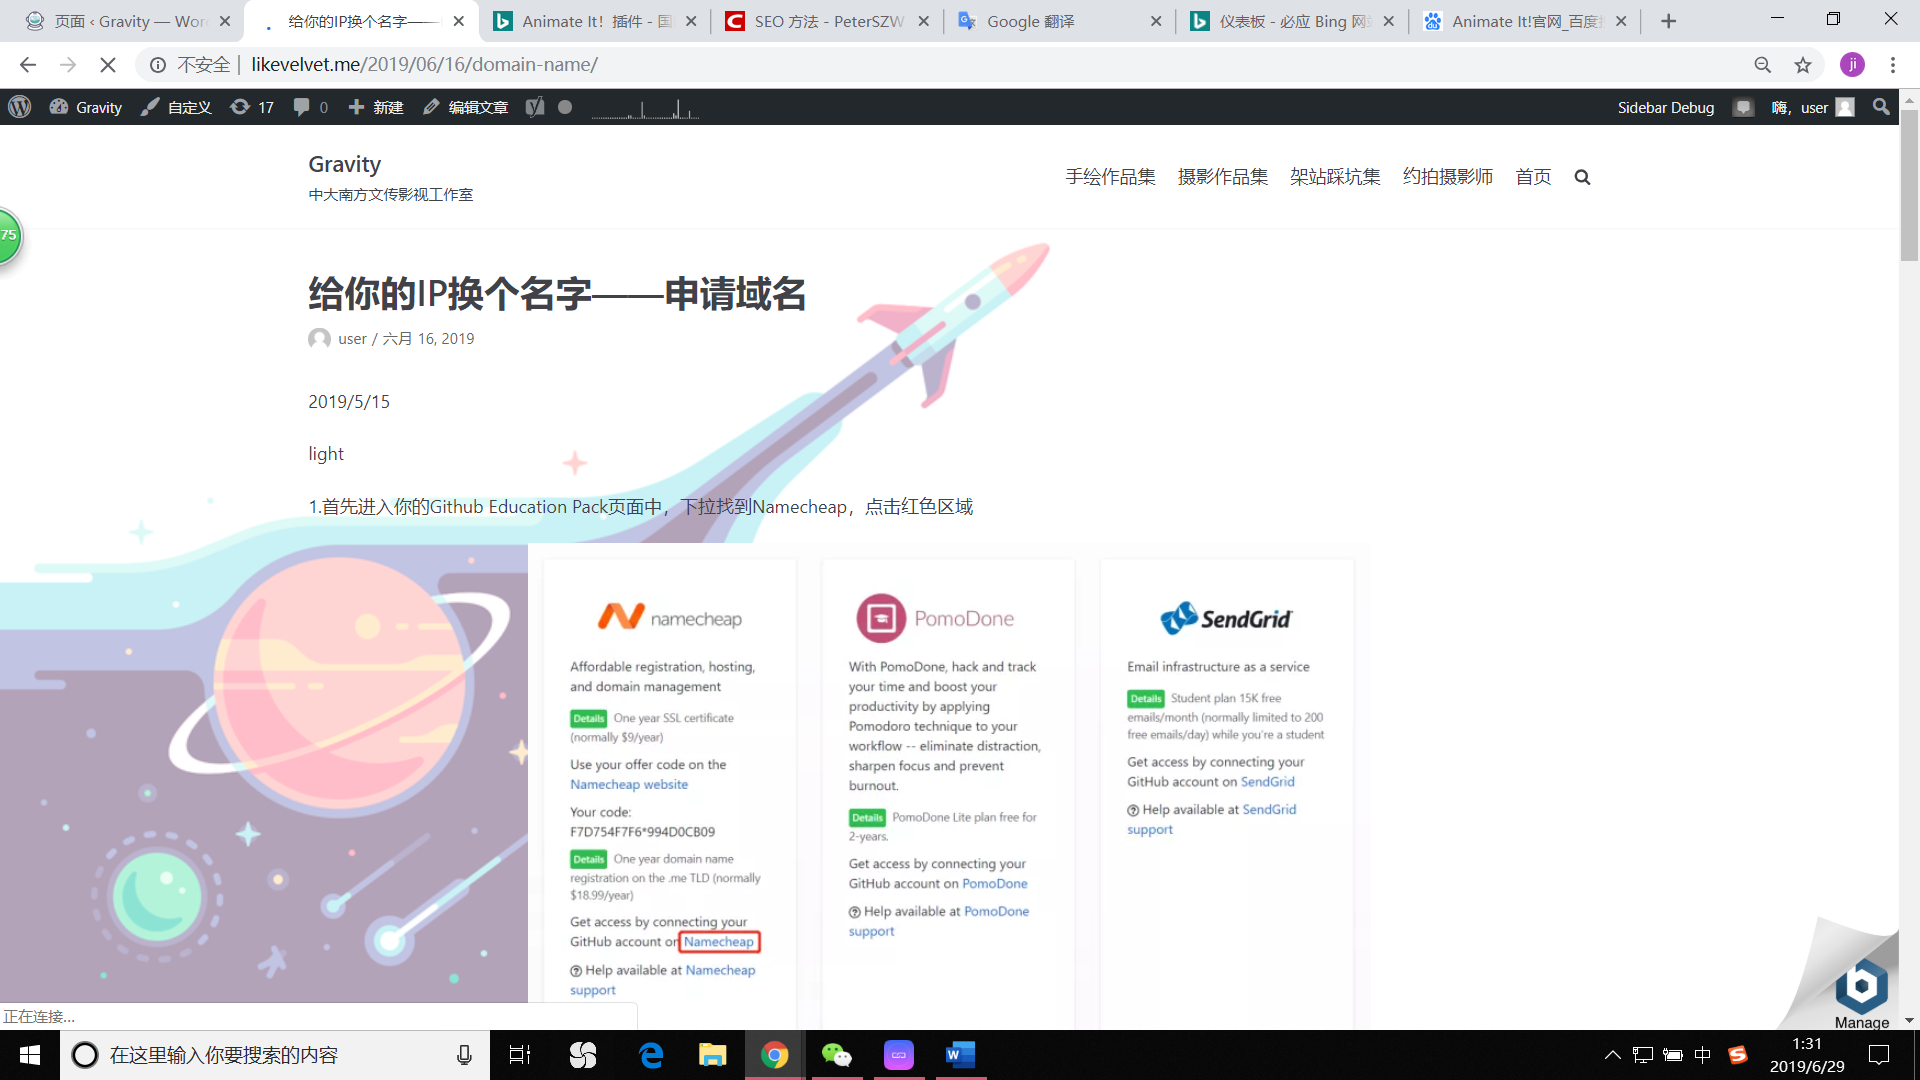 页面 ‹ Gravity — Wor
给你的IP换个名字——
Animate It! 插件 - 国
SEO 方法 - PeterSZW
Google 翻译
仪表板 - 必应 Bing 网
Animate It!官网_百度
不安全 | likevelvet.me/2019/06/16/domain-name/
ji
Gravity 自定义 17 0 新建 编辑文章
Sidebar Debug 嗨，user
Gravity
中大南方文传影视工作室
手绘作品集 摄影作品集 架站踩坑集 约拍摄影师 首页
75
给你的IP换个名字——申请域名
user / 六月 16, 2019
2019/5/15
light
1.首先进入你的Github Education Pack页面中，下拉找到Namecheap，点击红色区域
namecheap
Affordable registration, hosting,
and domain management
Details One year SSL certificate
(normally $9/year)
Use your offer code on the
Namecheap website
Your code:
F7D754F7F6*994D0CB09
Details One year domain name
registration on the .me TLD (normally
$18.99/year)
Get access by connecting your
GitHub account on Namecheap
Help available at Namecheap
support
PomoDone
With PomoDone, hack and track
your time and boost your
productivity by applying
Pomodoro technique to your
workflow -- eliminate distraction,
sharpen focus and prevent
burnout.
Details PomoDone Lite plan free for
2-years.
Get access by connecting your
GitHub account on PomoDone
Help available at PomoDone
support
SendGrid
Email infrastructure as a service
Details Student plan 15K free
emails/month (normally limited to 200
free emails/day) while you're a student
Get access by connecting your
GitHub account on SendGrid
Help available at SendGrid
support
Manage
正在连接...
在这里输入你要搜索的内容
中
1:31
2019/6/29